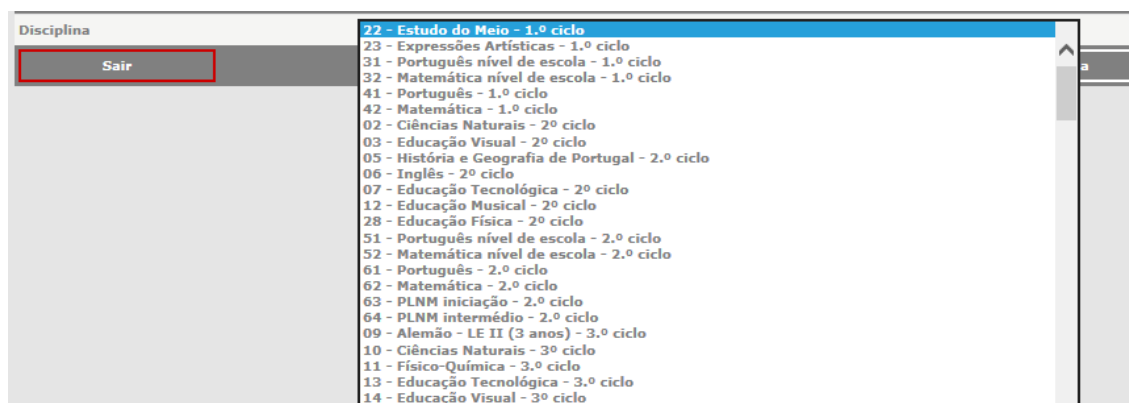 Disciplina
22 - Estudo do Meio - 1.º ciclo
23 - Expressões Artísticas - 1.º ciclo
31 - Português nível de escola - 1.º ciclo
Sair
32 - Matemática nível de escola - 1.º ciclo
41 - Português - 1.º ciclo
42 - Matemática - 1.º ciclo
02 - Ciências Naturais - 2º ciclo
03 - Educação Visual - 2º ciclo
05 - História e Geografia de Portugal - 2.º ciclo
06 - Inglês - 2º ciclo
07 - Educação Tecnológica - 2º ciclo
12 - Educação Musical - 2º ciclo
28 - Educação Física - 2º ciclo
51 - Português nível de escola - 2.º ciclo
52 - Matemática nível de escola - 2.º ciclo
61 - Português - 2.º ciclo
62 - Matemática - 2.º ciclo
63 - PLNM iniciação - 2.º ciclo
64 - PLNM intermédio - 2.º ciclo
09 - Alemão - LE II (3 anos) - 3.º ciclo
10 - Ciências Naturais - 3º ciclo
11 - Físico-Química - 3.º ciclo
13 - Educação Tecnológica - 3.º ciclo
14 - Educação Visual - 3º ciclo